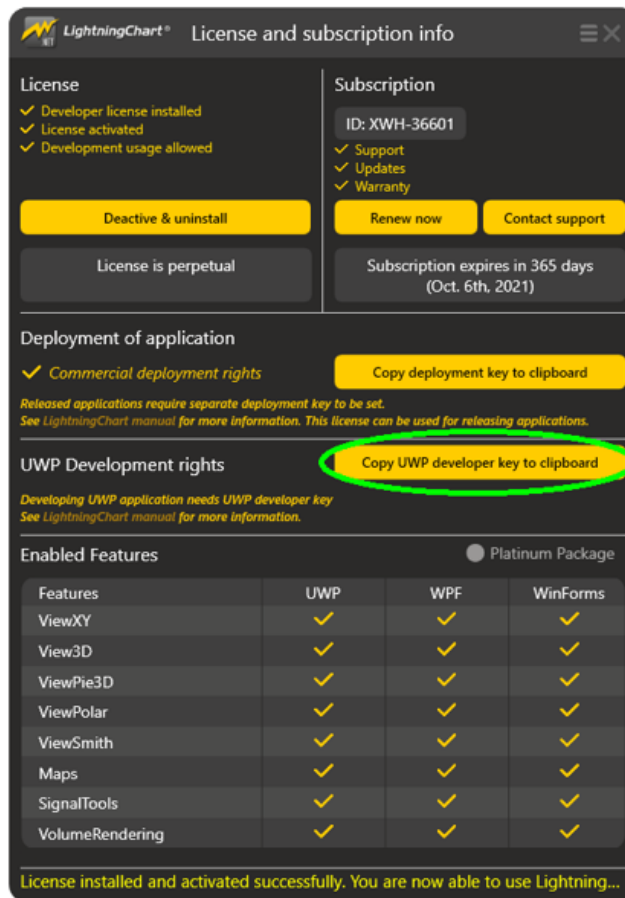 LightningChart® License and subscription info
.NET
License
✓ Developer license installed
✓ License activated
✓ Development usage allowed
Deactive & uninstall
License is perpetual
Subscription
ID: XWH-36601
✓ Support
✓ Updates
✓ Warranty
Renew now Contact support
Subscription expires in 365 days
(Oct. 6th, 2021)
Deployment of application
✓ Commercial deployment rights Copy deployment key to clipboard
Released applications require separate deployment key to be set.
See LightningChart manual for more information. This license can be used for releasing applications.
UWP Development rights Copy UWP developer key to clipboard
Developing UWP application needs UWP developer key
See LightningChart manual for more information.
Enabled Features Platinum Package
Features UWP WPF WinForms
ViewXY ✓ ✓ ✓
View3D ✓ ✓ ✓
ViewPie3D ✓ ✓ ✓
ViewPolar ✓ ✓ ✓
ViewSmith ✓ ✓ ✓
Maps ✓ ✓ ✓
SignalTools ✓ ✓ ✓
VolumeRendering ✓ ✓ ✓
License installed and activated successfully. You are now able to use Lightning...